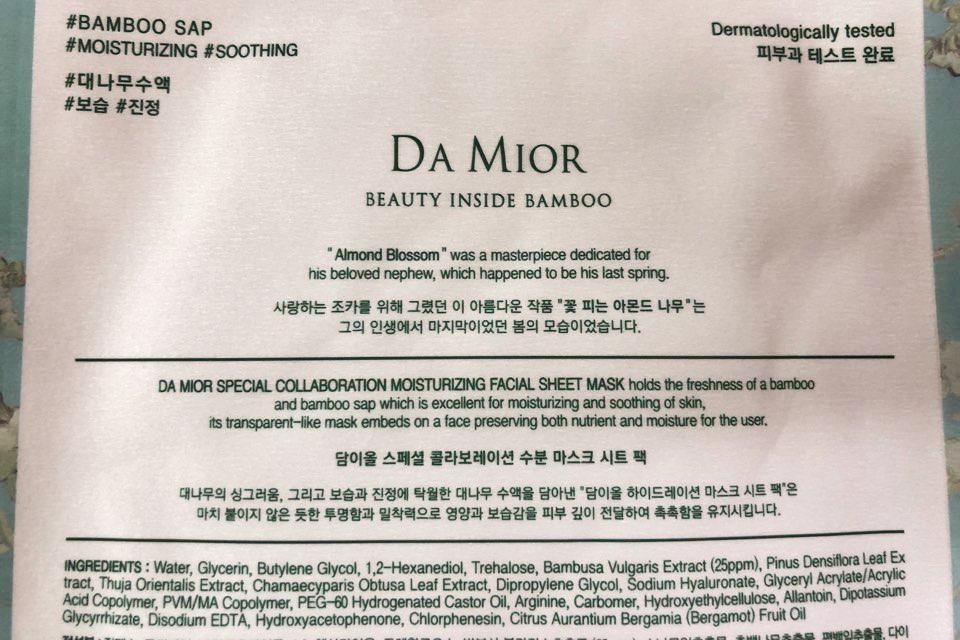 #BAMBOO SAP
#MOISTURIZING #SOOTHING
#대나무수액
#보습 #진정
Dermatologically tested
피부과 테스트 완료
DA MIOR
BEAUTY INSIDE BAMBOO
"Almond Blossom" was a masterpiece dedicated for
his beloved nephew, which happened to be his last spring.
사랑하는 조카를 위해 그렸던 이 아름다운 작품 "꽃 피는 아몬드 나무"는
그의 인생에서 마지막이었던 봄의 모습이었습니다.
DA MIOR SPECIAL COLLABORATION MOISTURIZING FACIAL SHEET MASK holds the freshness of a bamboo
and bamboo sap which is excellent for moisturizing and soothing of skin,
its transparent-like mask embeds on a face preserving both nutrient and moisture for the user.
담이올 스페셜 콜라보레이션 수분 마스크 시트 팩
대나무의 싱그러움, 그리고 보습과 진정에 탁월한 대나무 수액을 담아낸 "담이올 하이드레이션 마스크 시트 팩"은
마치 붙이지 않은 듯한 투명함과 밀착력으로 영양과 보습감을 피부 깊이 전달하여 촉촉함을 유지시킵니다.
INGREDIENTS : Water, Glycerin, Butylene Glycol, 1,2-Hexanediol, Trehalose, Bambusa Vulgaris Extract (25ppm), Pinus Densiflora Leaf Ex
tract, Thuja Orientalis Extract, Chamaecyparis Obtusa Leaf Extract, Dipropylene Glycol, Sodium Hyaluronate, Glyceryl Acrylate/Acrylic
Acid Copolymer, PVM/MA Copolymer, PEG-60 Hydrogenated Castor Oil, Arginine, Carbomer, Hydroxyethylcellulose, Allantoin, Dipotassium
Glycyrrhizate, Disodium EDTA, Hydroxyacetophenone, Chlorphenesin, Citrus Aurantium Bergamia (Bergamot) Fruit Oil